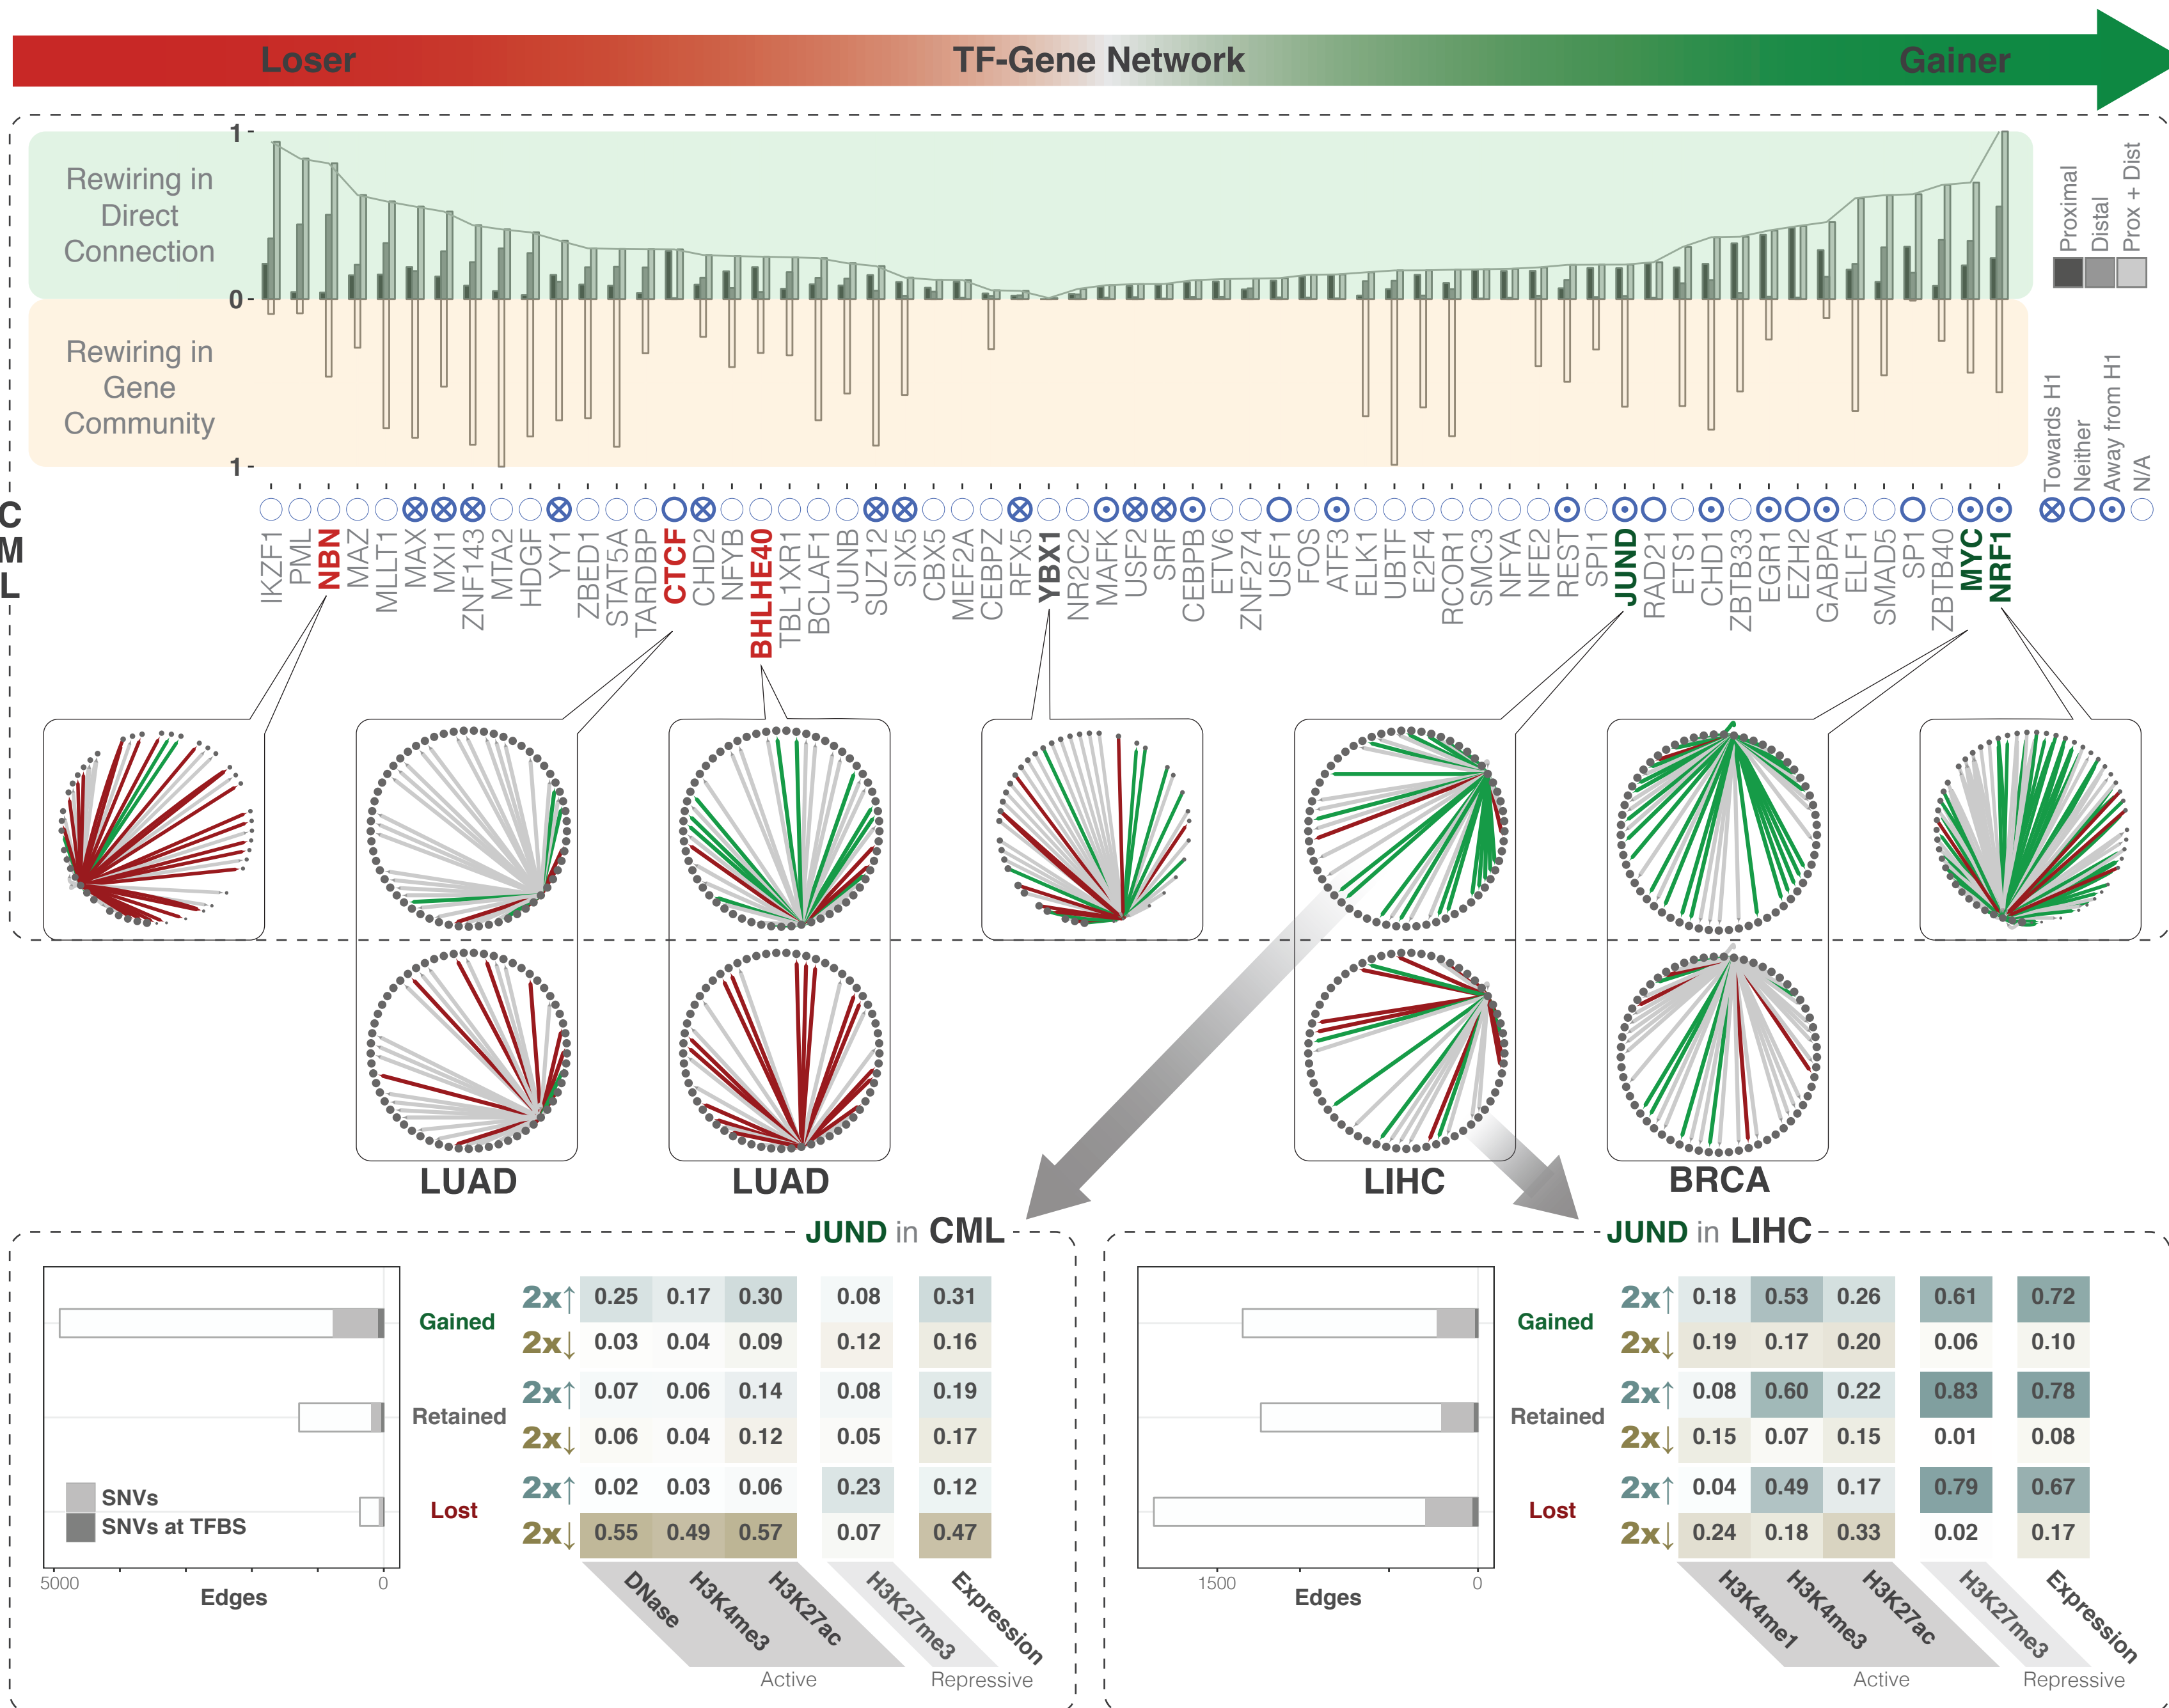 Loser
TF-Gene Network
Gainer
1
Rewiring in
Direct
Connection
0
Rewiring in
Gene
Community
1
Proximal
Distal
Prox + Dist
Towards H1
Neither
Away from H1
N/A
C
M
L
IKZF1
PML
NBN
MAZ
MLLT1
MAX
MXI1
ZNF143
MTA2
HDGF
YY1
ZBED1
STAT5A
TARDBP
CTCF
CHD2
NFYB
BHLHE40
TBL1XR1
BCLAF1
JUNB
SUZ12
SIX5
CBX5
MEF2A
CEBPZ
RFX5
YBX1
NR2C2
MAFK
USF2
SRF
CEBPB
ETV6
ZNF274
USF1
FOS
ATF3
ELK1
UBTF
E2F4
RCOR1
SMC3
NFYA
NFE2
REST
SPI1
JUND
RAD21
ETS1
CHD1
ZBTB33
EGR1
EZH2
GABPA
ELF1
SMAD5
SP1
ZBTB40
MYC
NRF1
LUAD
LUAD
LIHC
BRCA
JUND in CML
Gained
Retained
Lost
SNVs
SNVs at TFBS
5000
0
Edges
2x↑ 0.25 0.17 0.30 0.08 0.31
2x↓ 0.03 0.04 0.09 0.12 0.16
2x↑ 0.07 0.06 0.14 0.08 0.19
2x↓ 0.06 0.04 0.12 0.05 0.17
2x↑ 0.02 0.03 0.06 0.23 0.12
2x↓ 0.55 0.49 0.57 0.07 0.47
DNase
H3K4me3
H3K27ac
H3K27me3
Expression
Active
Repressive
JUND in LIHC
Gained
Retained
Lost
1500
0
Edges
2x↑ 0.18 0.53 0.26 0.61 0.72
2x↓ 0.19 0.17 0.20 0.06 0.10
2x↑ 0.08 0.60 0.22 0.83 0.78
2x↓ 0.15 0.07 0.15 0.01 0.08
2x↑ 0.04 0.49 0.17 0.79 0.67
2x↓ 0.24 0.18 0.33 0.02 0.17
H3K4me1
H3K4me3
H3K27ac
H3K27me3
Expression
Active
Repressive